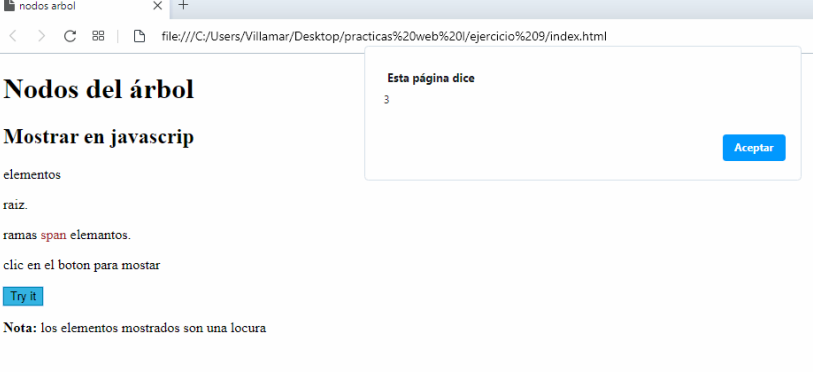 nodos arbol
file:///C:/Users/Villamar/Desktop/practicas%20web%20I/ejercicio%209/index.html
Esta página dice
3
Aceptar
Nodos del árbol
Mostrar en javascrip
elementos
raiz.
ramas span elemantos.
clic en el boton para mostar
Try it
Nota: los elementos mostrados son una locura